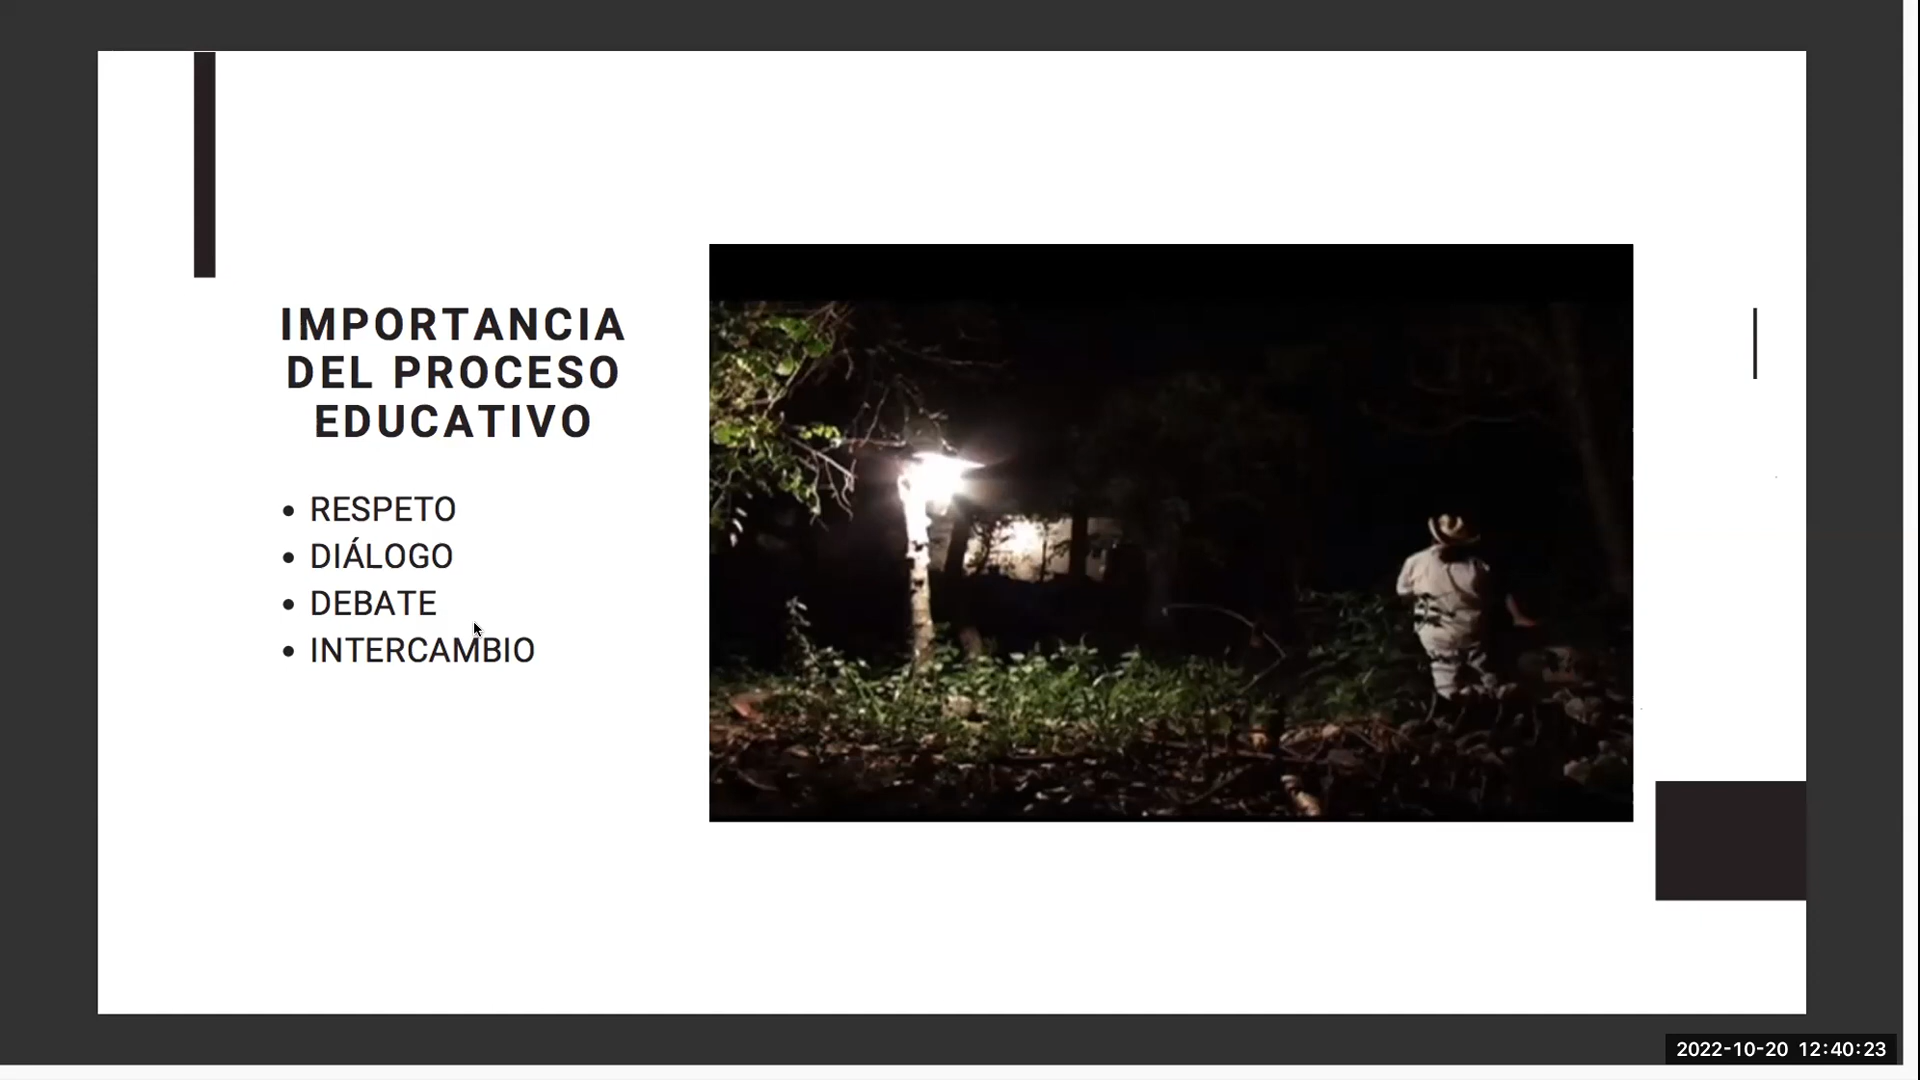 IMPORTANCIA
DEL PROCESO
EDUCATIVO
• RESPETO
• DIÁLOGO
• DEBATE
• INTERCAMBIO
2022-10-20 12:40:23